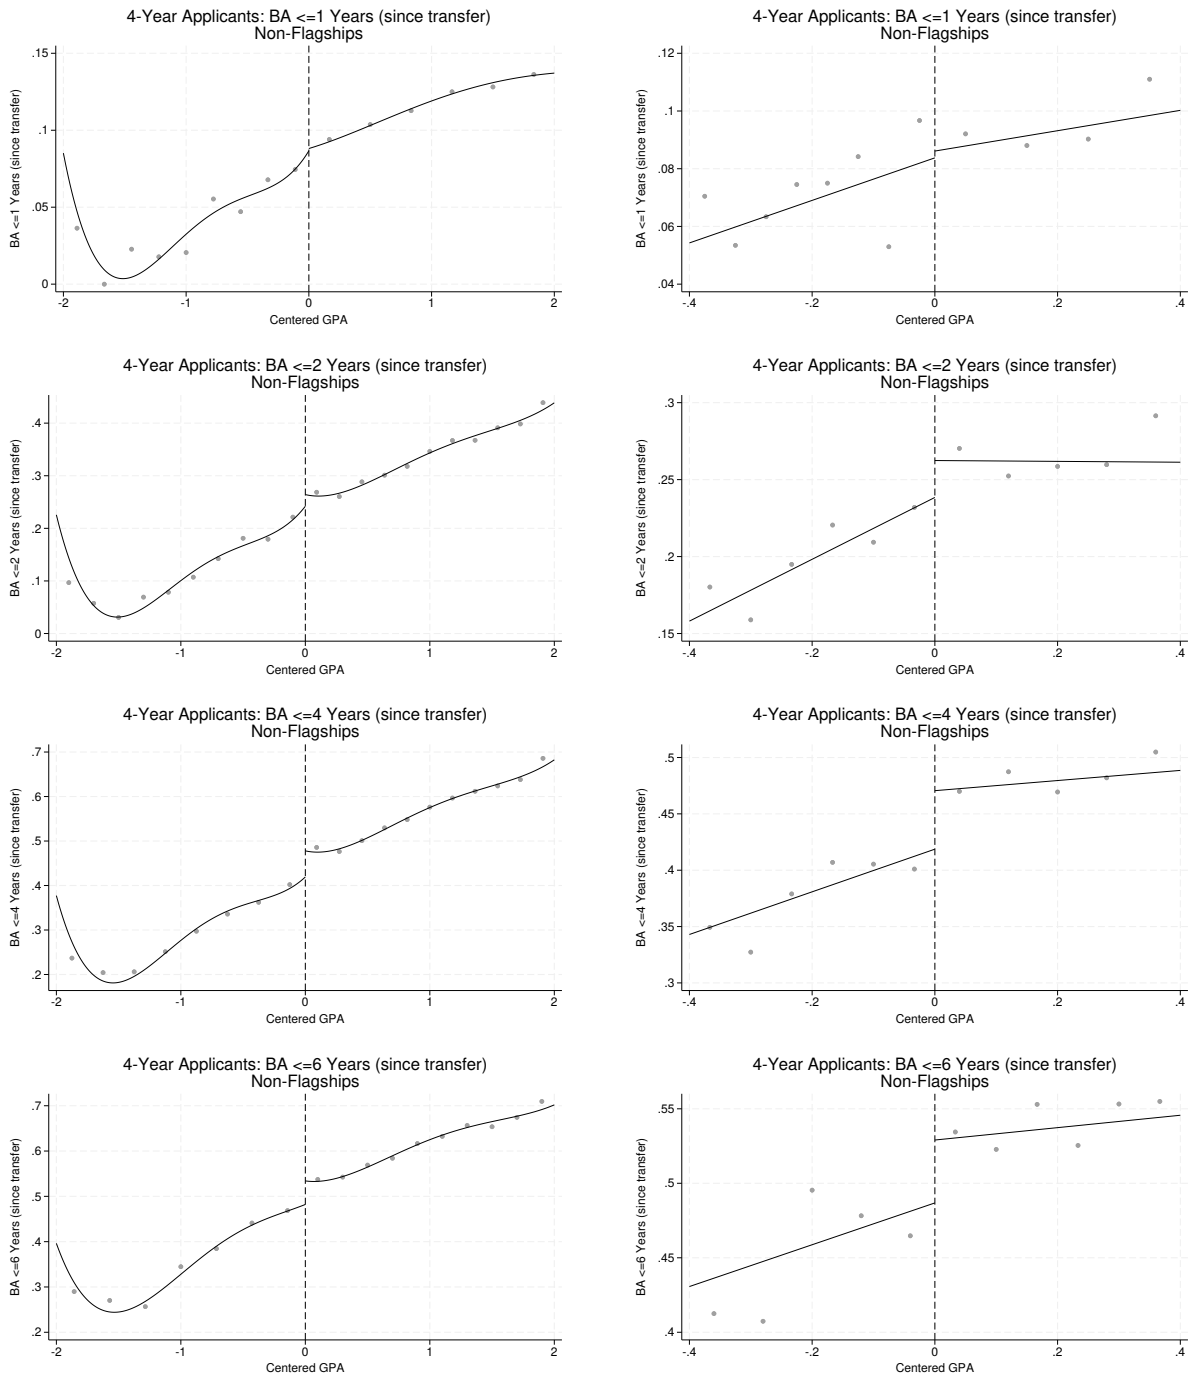 4-Year Applicants: BA <=1 Years (since transfer)
Non-Flagships
BA <=1 Years (since transfer)
.15
.1
.05
0
-2
-1
0
1
2
Centered GPA
4-Year Applicants: BA <=1 Years (since transfer)
Non-Flagships
BA <=1 Years (since transfer)
.12
.1
.08
.06
.04
-.4
-.2
0
.2
.4
Centered GPA
4-Year Applicants: BA <=2 Years (since transfer)
Non-Flagships
BA <=2 Years (since transfer)
.4
.3
.2
.1
0
-2
-1
0
1
2
Centered GPA
4-Year Applicants: BA <=2 Years (since transfer)
Non-Flagships
BA <=2 Years (since transfer)
.3
.25
.2
.15
-.4
-.2
0
.2
.4
Centered GPA
4-Year Applicants: BA <=4 Years (since transfer)
Non-Flagships
BA <=4 Years (since transfer)
.7
.6
.5
.4
.3
.2
-2
-1
0
1
2
Centered GPA
4-Year Applicants: BA <=4 Years (since transfer)
Non-Flagships
BA <=4 Years (since transfer)
.5
.45
.4
.35
.3
-.4
-.2
0
.2
.4
Centered GPA
4-Year Applicants: BA <=6 Years (since transfer)
Non-Flagships
BA <=6 Years (since transfer)
.7
.6
.5
.4
.3
.2
-2
-1
0
1
2
Centered GPA
4-Year Applicants: BA <=6 Years (since transfer)
Non-Flagships
BA <=6 Years (since transfer)
.55
.5
.45
.4
-.4
-.2
0
.2
.4
Centered GPA